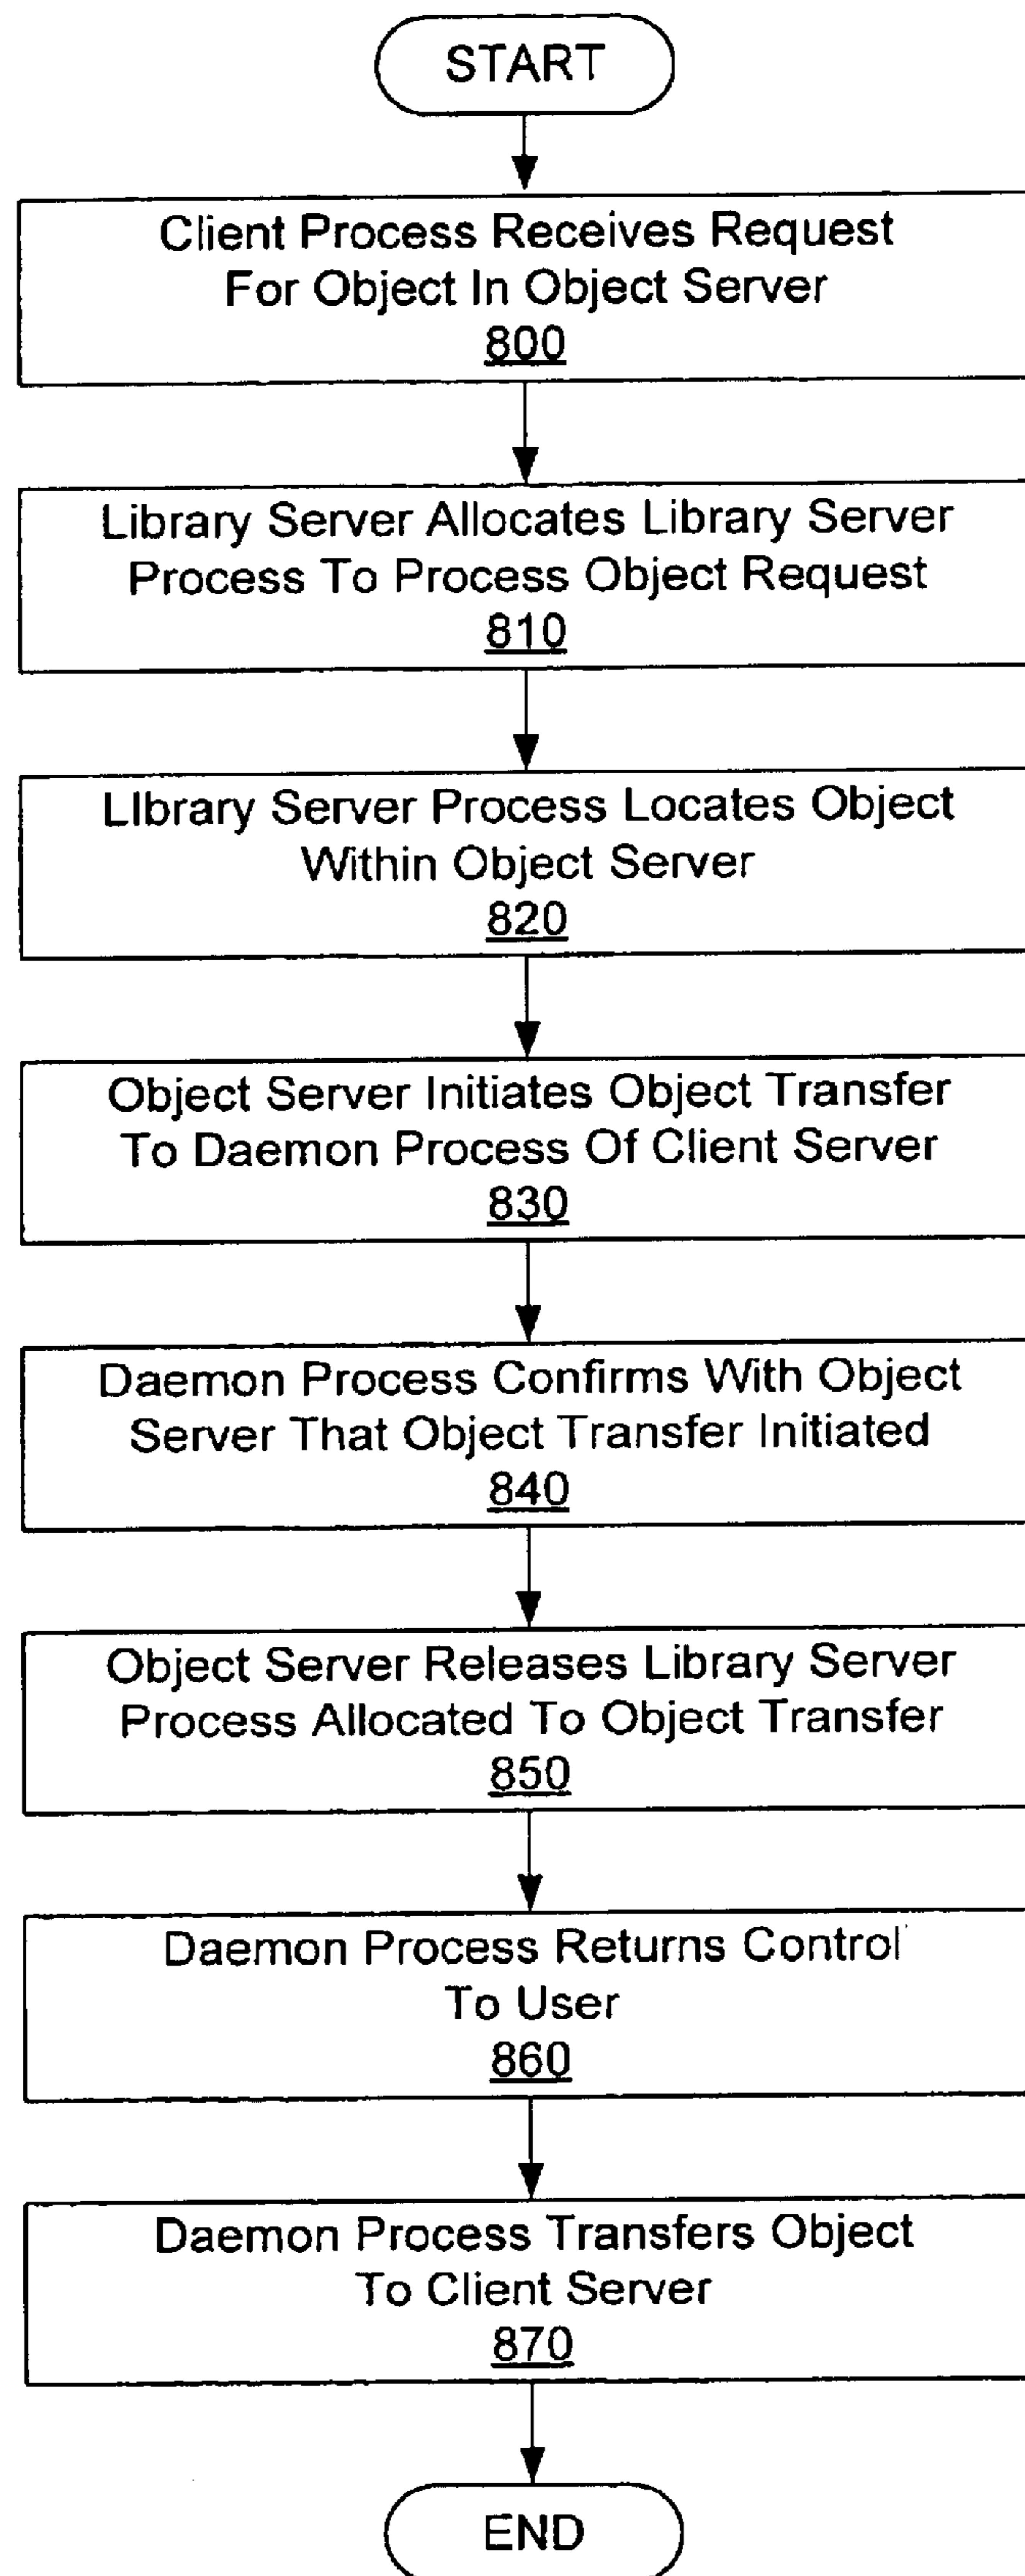 START
Client Process Receives Request
For Object In Object Server
800
Library Server Allocates Library Server
Process To Process Object Request
810
LIbrary Server Process Locates Object
Within Object Server
820
Object Server Initiates Object Transfer
To Daemon Process Of Client Server
830
Daemon Process Confirms With Object
Server That Object Transfer Initiated
840
Object Server Releases Library Server
Process Allocated To Object Transfer
850
Daemon Process Returns Control
To User
860
Daemon Process Transfers Object
To Client Server
870
END